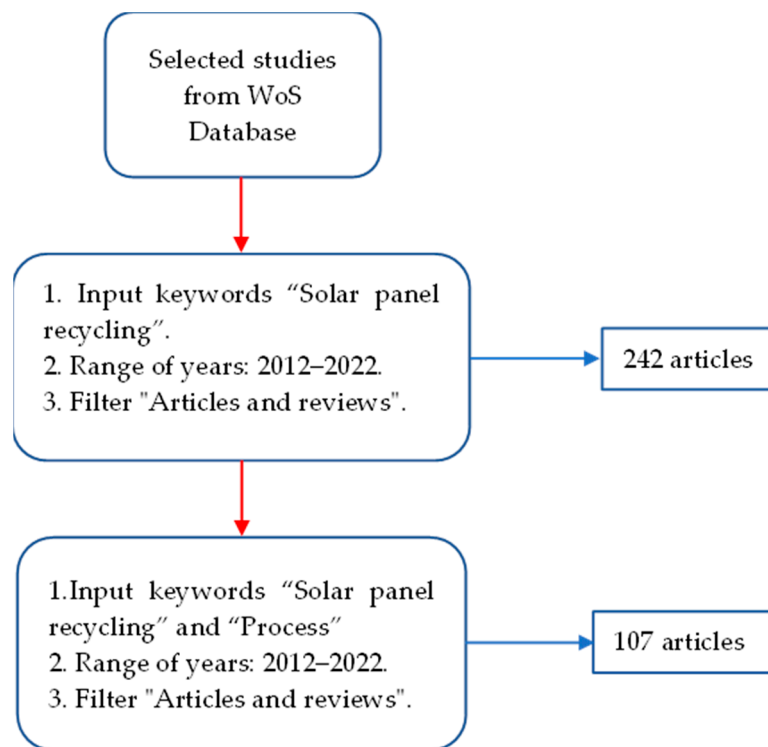 Selected studies
from WoS
Database
1. Input keywords “Solar panel
recycling”.
2. Range of years: 2012–2022.
3. Filter "Articles and reviews".
242 articles
1.Input keywords “Solar panel
recycling” and “Process”
2. Range of years: 2012–2022.
3. Filter "Articles and reviews".
107 articles